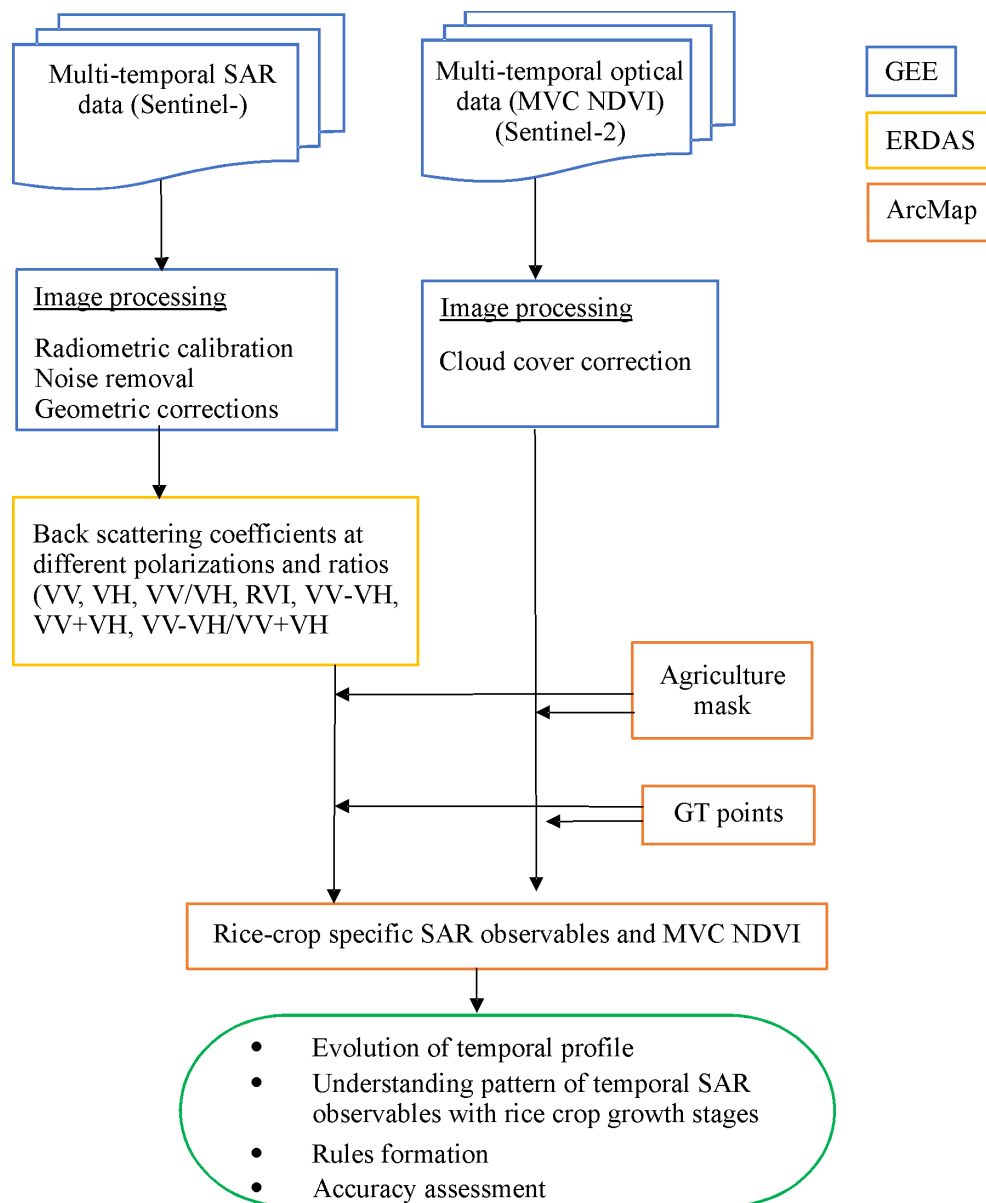 Multi-temporal SAR
data (Sentinel-)
Multi-temporal optical
data (MVC NDVI)
(Sentinel-2)
GEE
ERDAS
ArcMap
Image processing
Radiometric calibration
Noise removal
Geometric corrections
Image processing
Cloud cover correction
Back scattering coefficients at
different polarizations and ratios
(VV, VH, VV/VH, RVI, VV-VH,
VV+VH, VV-VH/VV+VH
Agriculture
mask
GT points
Rice-crop specific SAR observables and MVC NDVI
• Evolution of temporal profile
• Understanding pattern of temporal SAR
observables with rice crop growth stages
• Rules formation
• Accuracy assessment